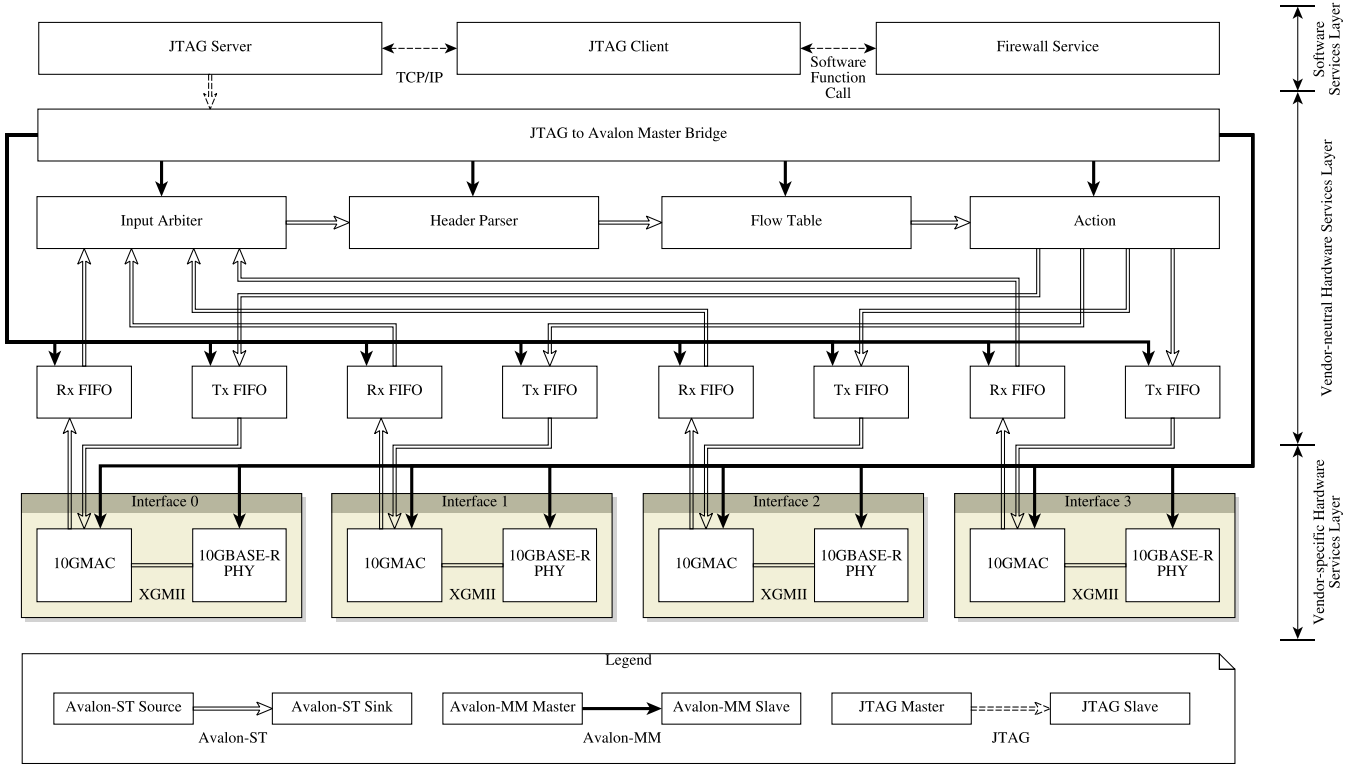 JTAG Server
JTAG Client
Firewall Service
TCP/IP
Software
Function
Call
Software
Services Layer
JTAG to Avalon Master Bridge
Input Arbiter
Header Parser
Flow Table
Action
Vendor-neutral Hardware Services Layer
Rx FIFO
Tx FIFO
Rx FIFO
Tx FIFO
Rx FIFO
Tx FIFO
Rx FIFO
Tx FIFO
Interface 0
Interface 1
Interface 2
Interface 3
10GMAC
10GBASE-R
PHY
XGMII
10GMAC
10GBASE-R
PHY
XGMII
10GMAC
10GBASE-R
PHY
XGMII
10GMAC
10GBASE-R
PHY
XGMII
Vendor-specific Hardware
Services Layer
Legend
Avalon-ST Source
Avalon-ST Sink
Avalon-MM Master
Avalon-MM Slave
JTAG Master
JTAG Slave
Avalon-ST
Avalon-MM
JTAG